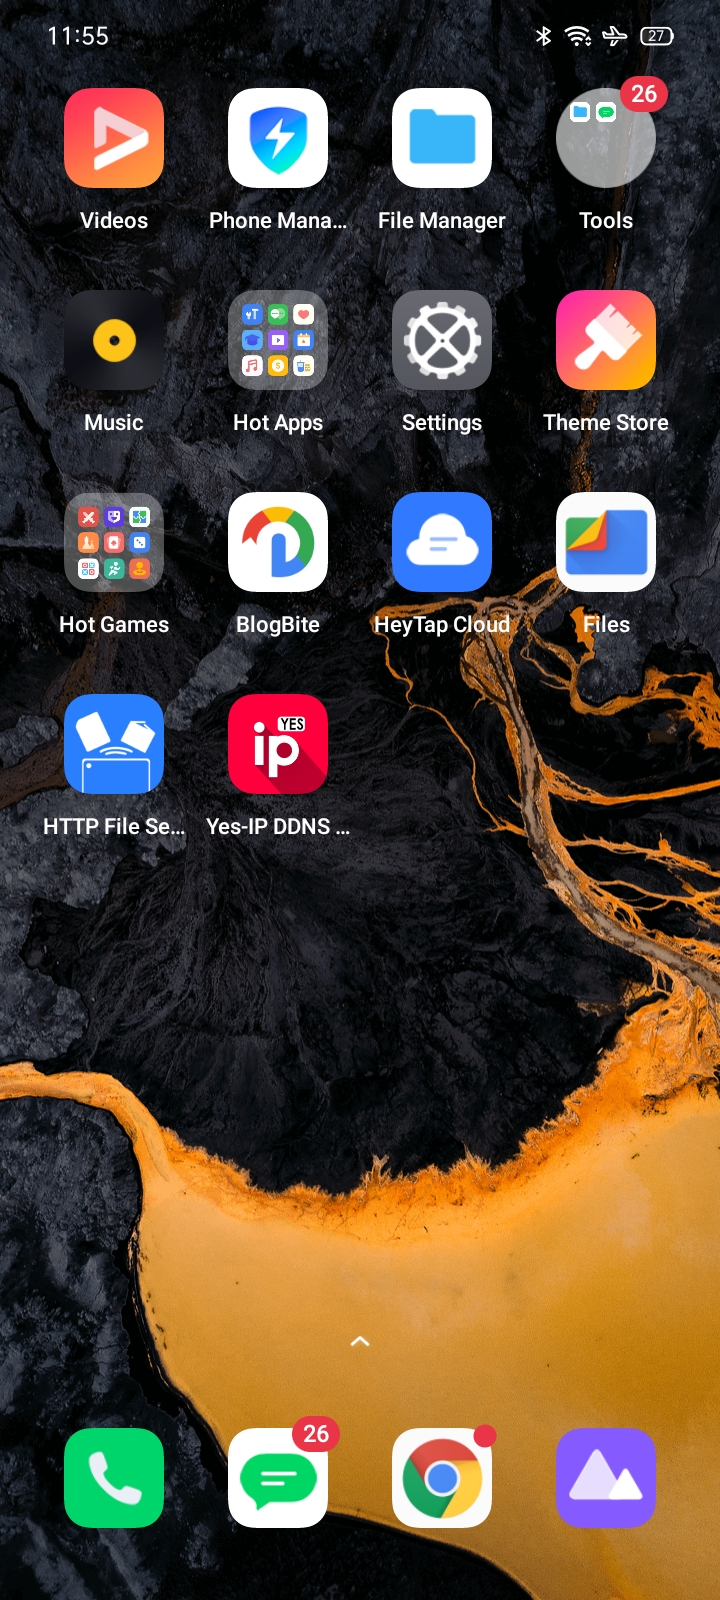 11:55
27
26
Videos
Phone Mana...
File Manager
Tools
Music
Hot Apps
Settings
Theme Store
Hot Games
BlogBite
HeyTap Cloud
Files
YES
ip
HTTP File Se...
Yes-IP DDNS ...
26